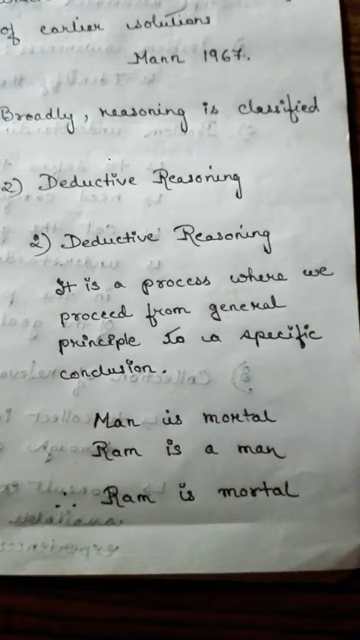 of earlier solutions
Mann 1967.
Broadly, reasoning is classified
2) Deductive Reasoning
2) Deductive Reasoning
It is a process where we
proceed from general
principle to a specific
conclusion.
Man is mortal
Ram is a man
∴ Ram is mortal